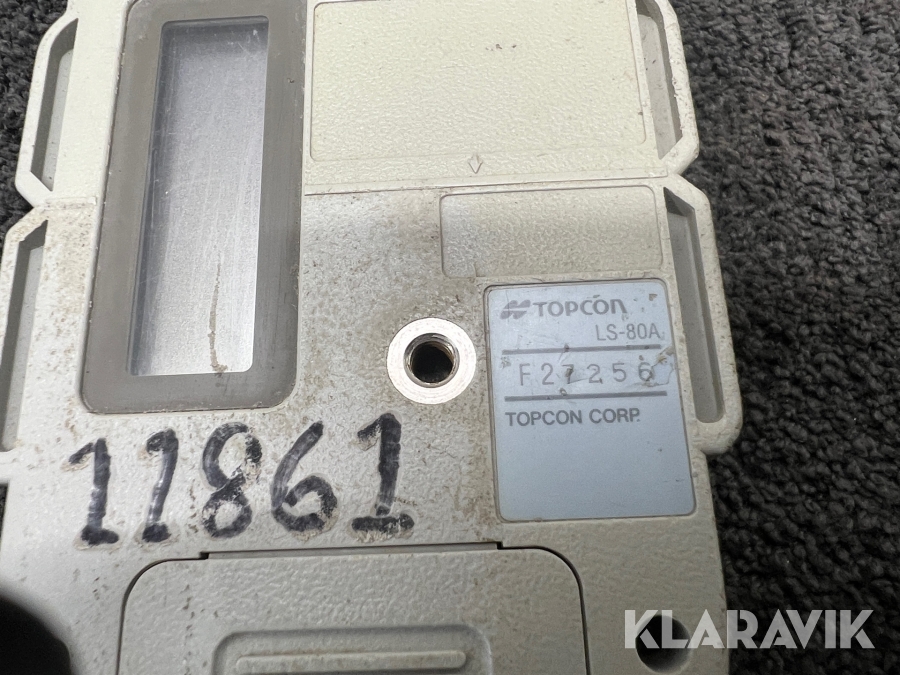 TOPCON
LS-80A
F27256
TOPCON CORP.
11861
KLARAVIK